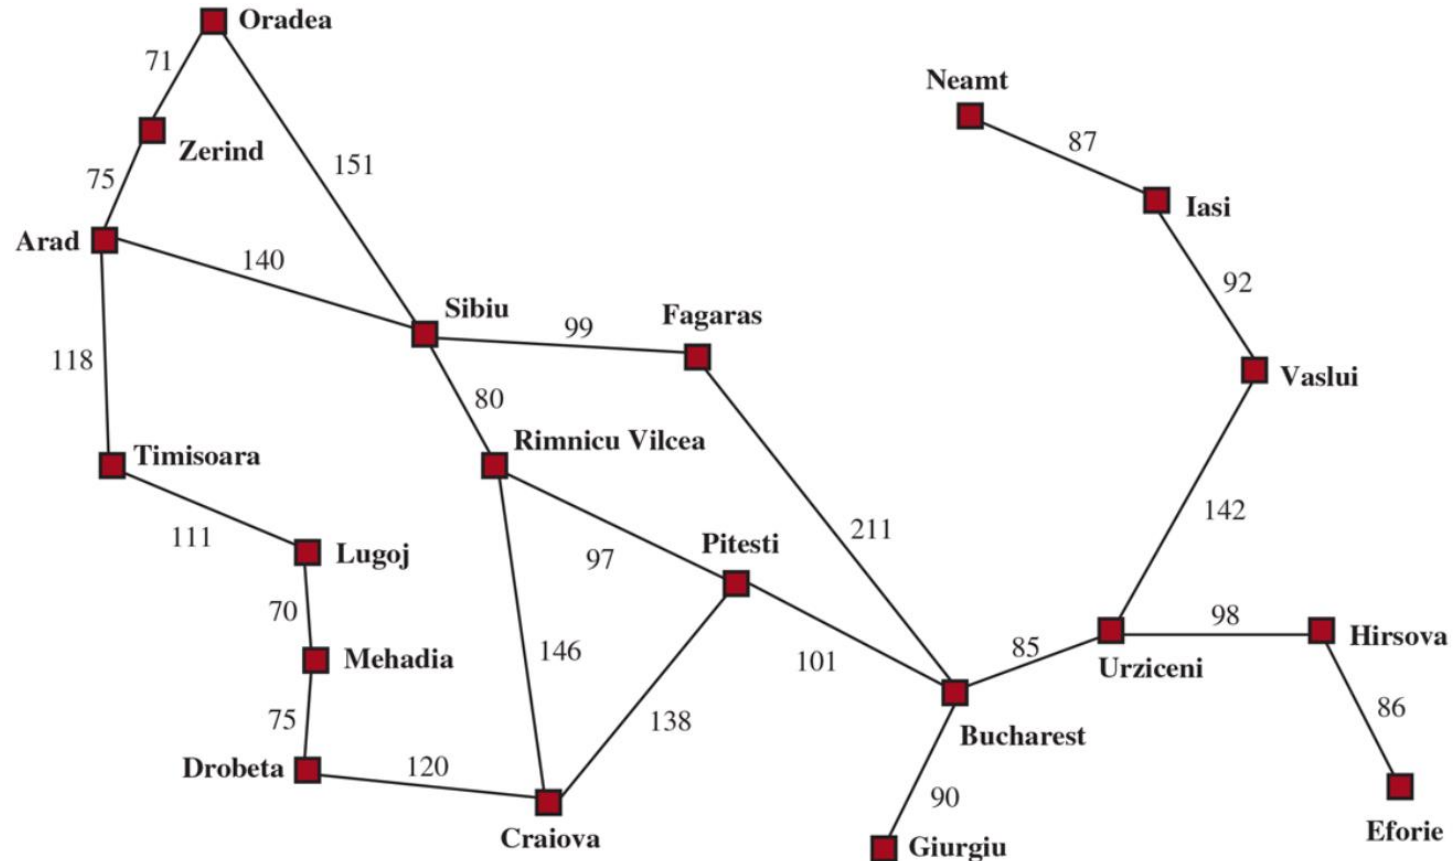 Oradea
71
Neamt
87
Zerind
151
75
Iasi
Arad
140
92
Sibiu
Fagaras
99
118
Vaslui
80
Rimnicu Vilcea
Timisoara
142
111
211
Pitesti
Lugoj
97
70
98
Hirsova
146
85
Mehadia
101
Urziceni
86
75
138
Bucharest
Drobeta
120
90
Craiova
Eforie
Giurgiu